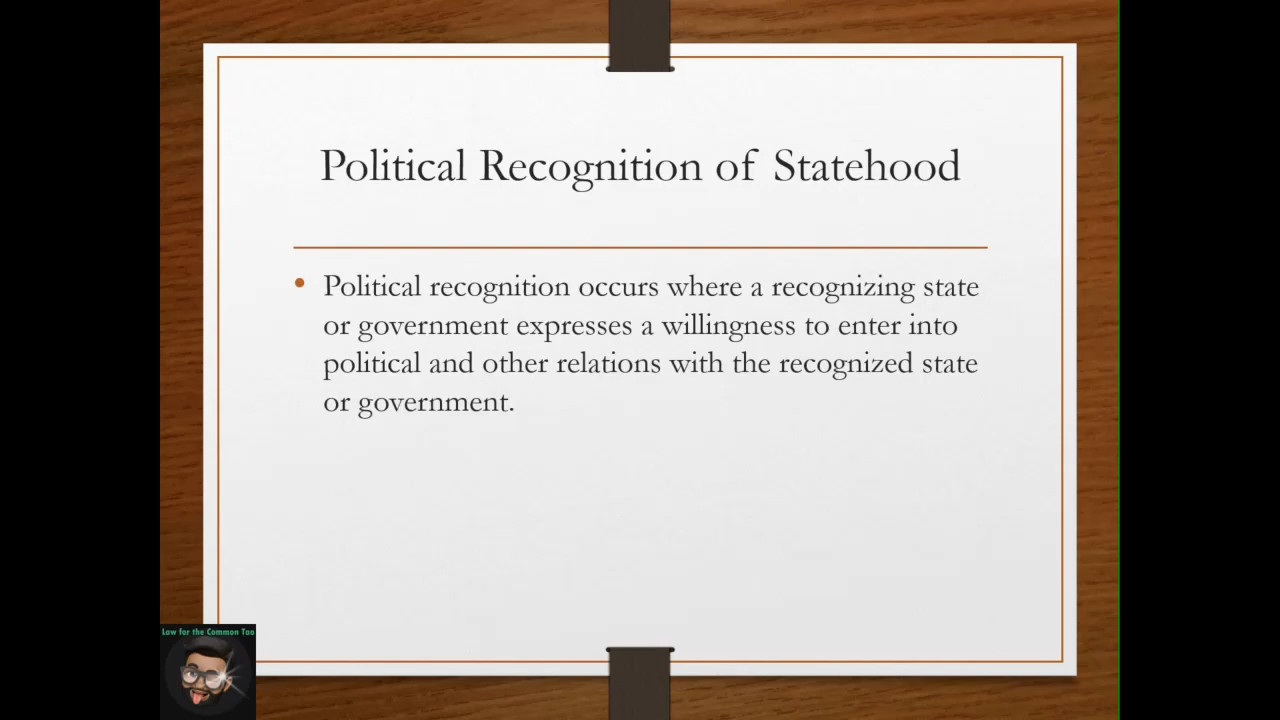 Political Recognition of Statehood
• Political recognition occurs where a recognizing state
or government expresses a willingness to enter into
political and other relations with the recognized state
or government.
Law for the Common Tao